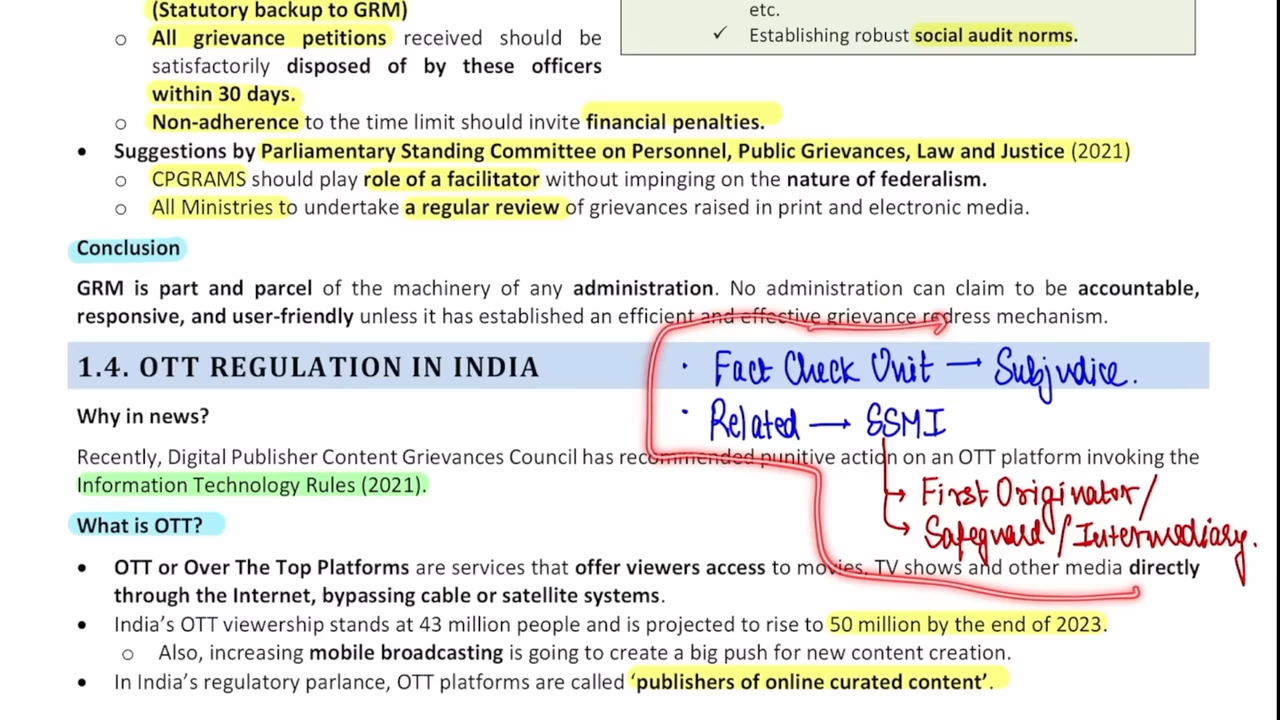 (Statutory backup to GRM)
○ All grievance petitions received should be
satisfactorily disposed of by these officers
within 30 days.
○ Non-adherence to the time limit should invite financial penalties.
etc.
✓ Establishing robust social audit norms.
• Suggestions by Parliamentary Standing Committee on Personnel, Public Grievances, Law and Justice (2021)
○ CPGRAMS should play role of a facilitator without impinging on the nature of federalism.
○ All Ministries to undertake a regular review of grievances raised in print and electronic media.
Conclusion
GRM is part and parcel of the machinery of any administration. No administration can claim to be accountable,
responsive, and user-friendly unless it has established an efficient and effective grievance redress mechanism.
1.4. OTT REGULATION IN INDIA
• Fact Check Unit → Subjudice.
• Related → SSMI
→ First Originator/
→ Safeguard/Intermediary.
Why in news?
Recently, Digital Publisher Content Grievances Council has recommended punitive action on an OTT platform invoking the
Information Technology Rules (2021).
What is OTT?
• OTT or Over The Top Platforms are services that offer viewers access to movies, TV shows and other media directly
through the Internet, bypassing cable or satellite systems.
• India’s OTT viewership stands at 43 million people and is projected to rise to 50 million by the end of 2023.
○ Also, increasing mobile broadcasting is going to create a big push for new content creation.
• In India’s regulatory parlance, OTT platforms are called ‘publishers of online curated content’.